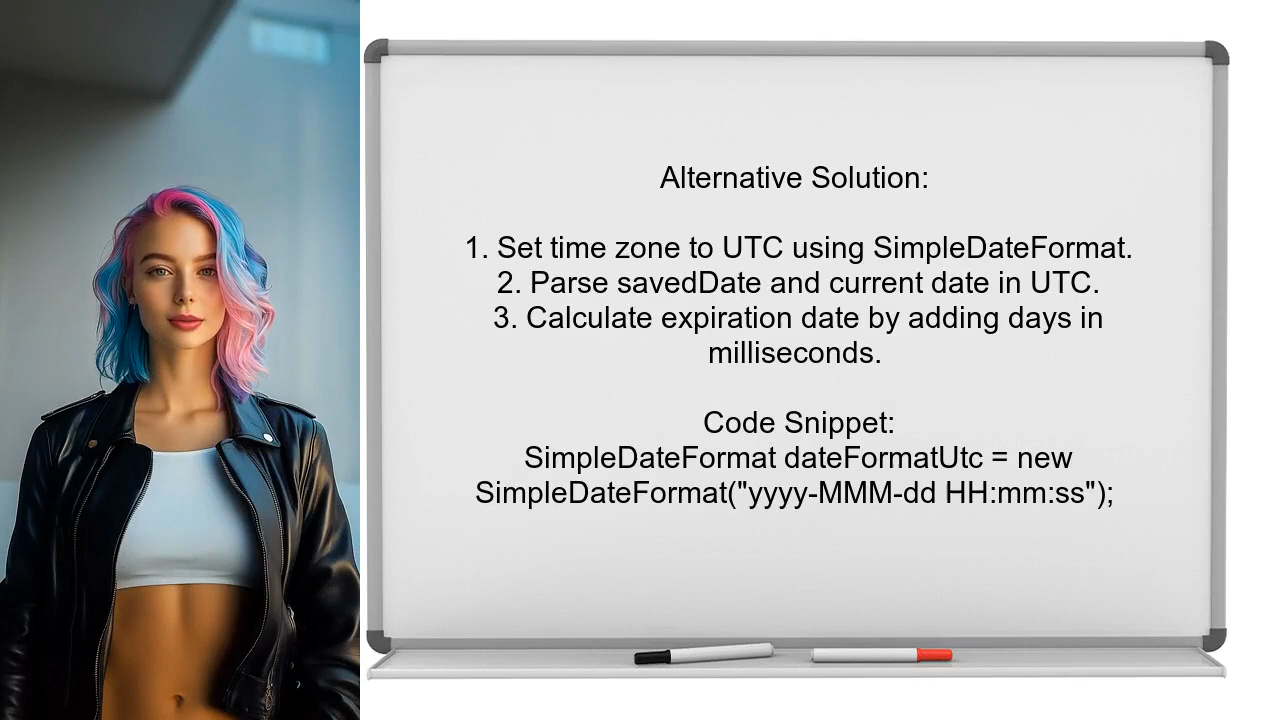 Alternative Solution:
1. Set time zone to UTC using SimpleDateFormat.
2. Parse savedDate and current date in UTC.
3. Calculate expiration date by adding days in
milliseconds.
Code Snippet:
SimpleDateFormat dateFormatUtc = new
SimpleDateFormat("yyyy-MMM-dd HH:mm:ss");